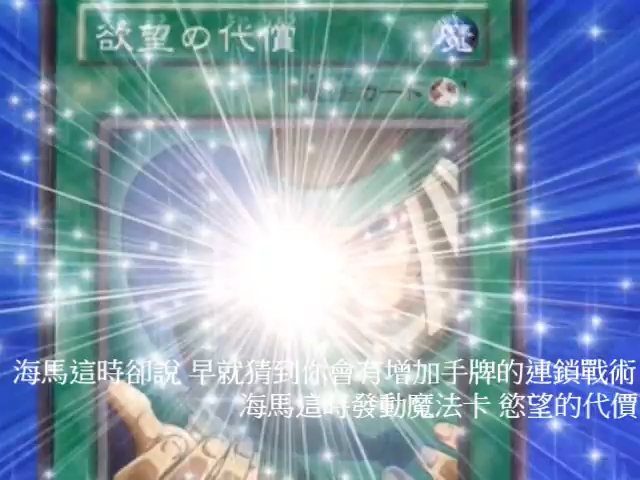 欲望の代償
魔
カード
海馬這時卻說 早就猜到你會有增加手牌的連鎖戰術
海馬這時發動魔法卡 慾望的代價